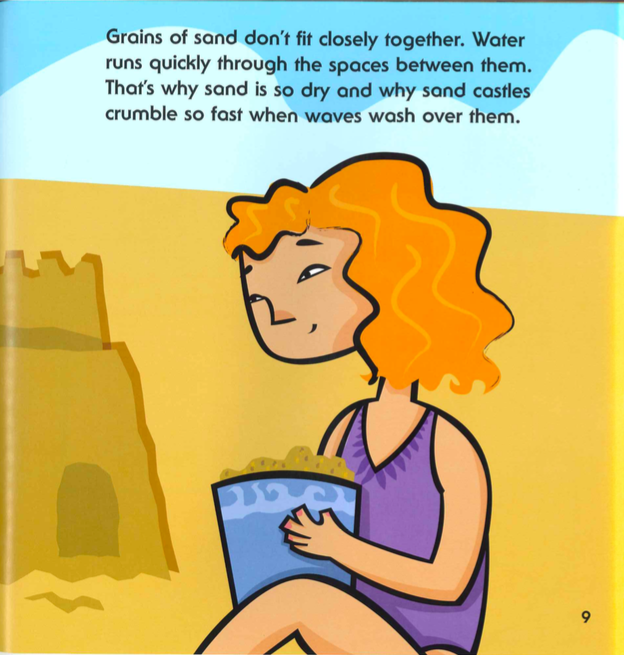 Grains of sand don't fit closely together. Water
runs quickly through the spaces between them.
That's why sand is so dry and why sand castles
crumble so fast when waves wash over them.
9